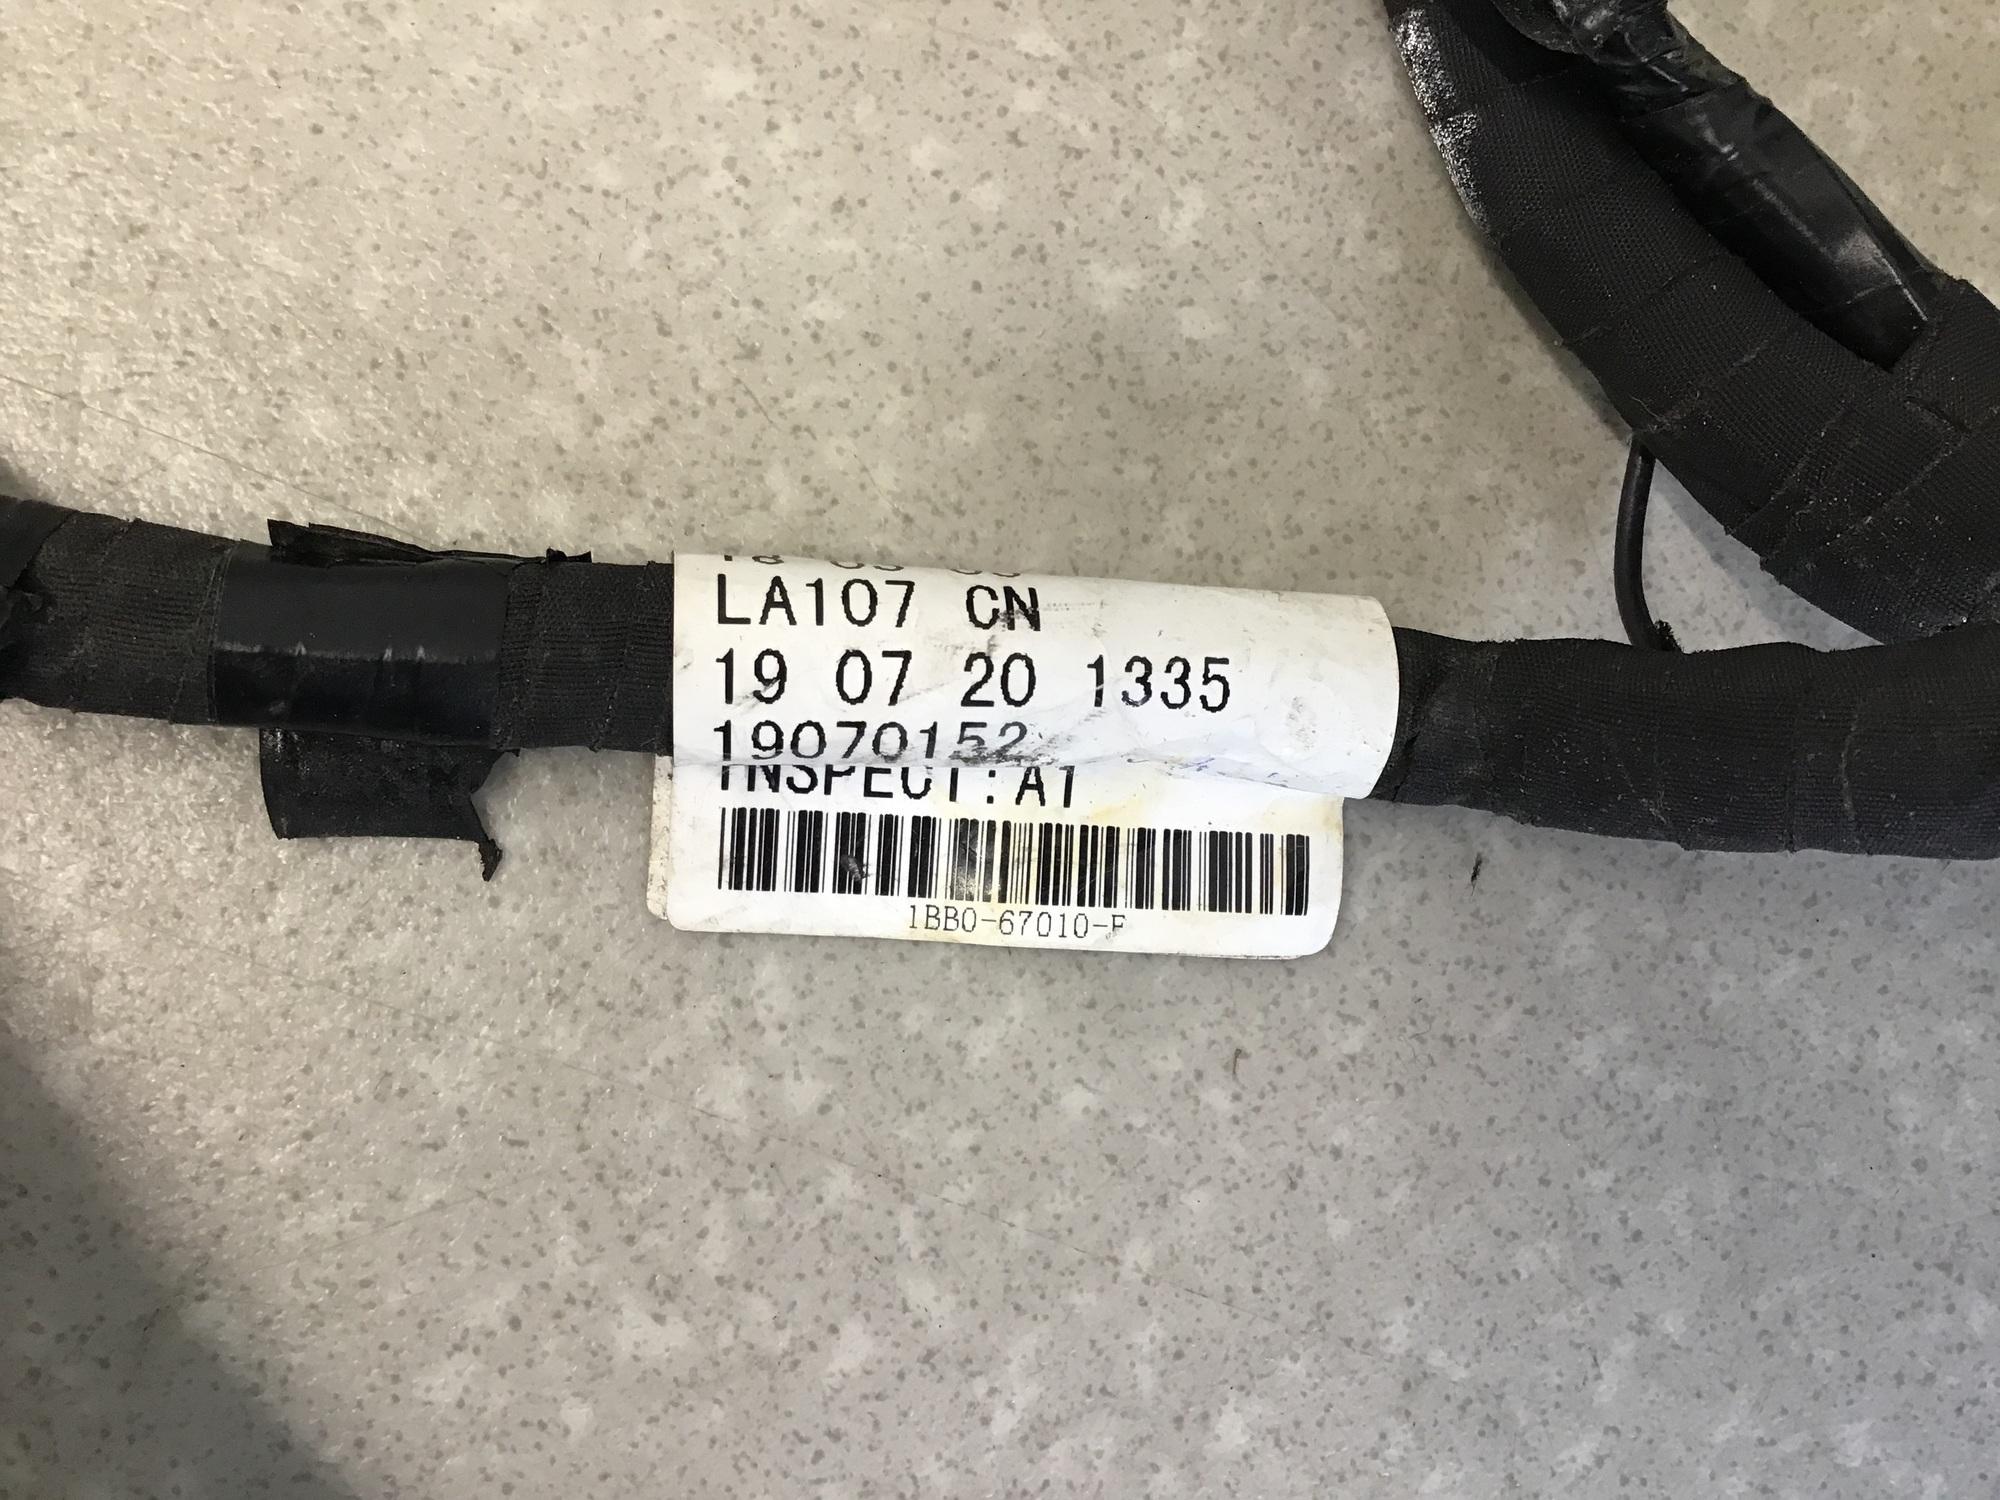 LA107 CN
19 07 20 1335
19070152
INSPECT:A1
1BB0-67010-